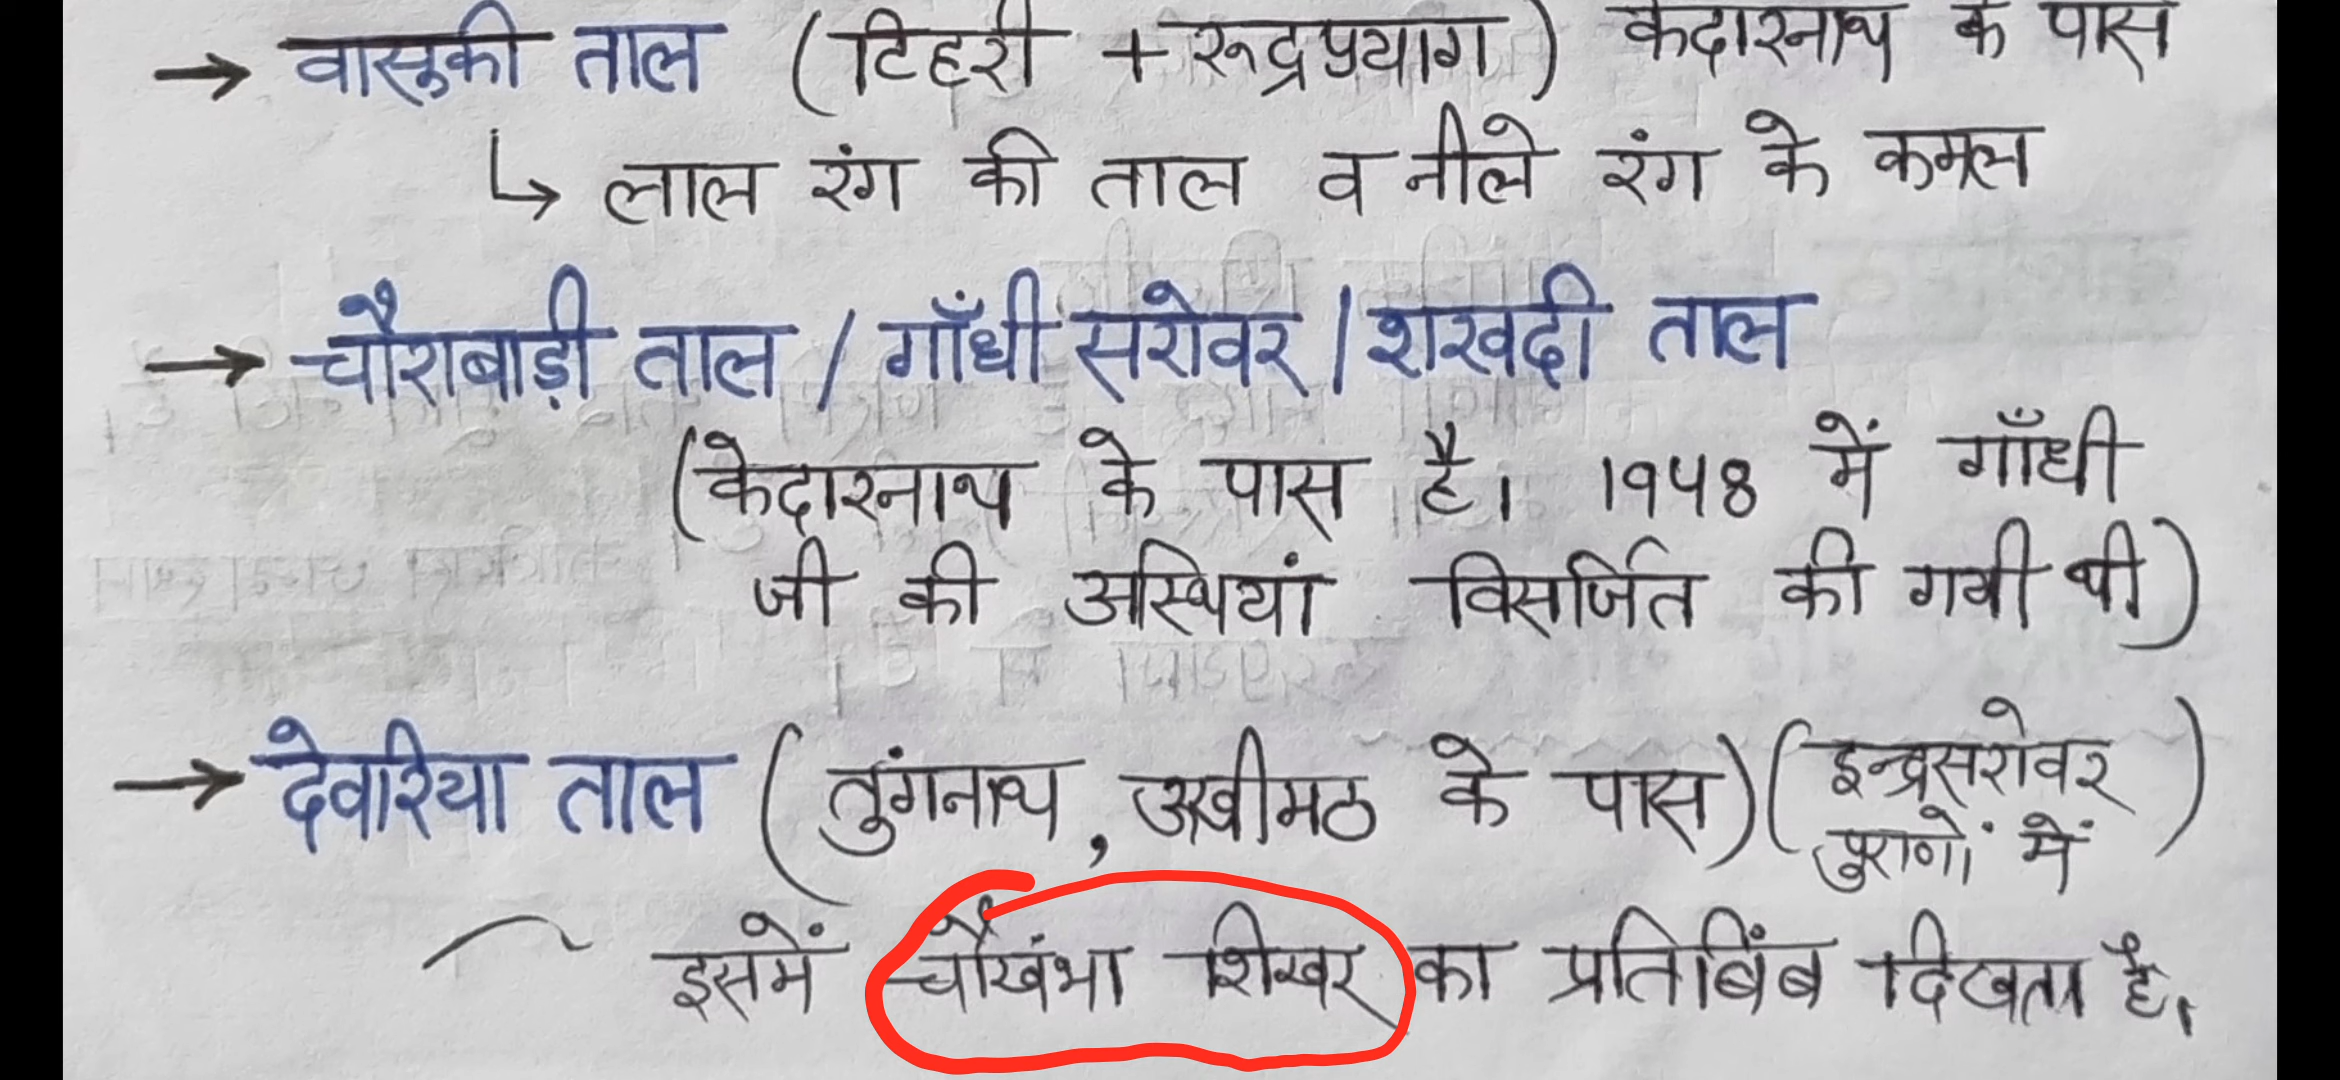 → वासुकी ताल (टिहरी + रूद्रप्रयाग) केदारनाथ के पास
↳ लाल रंग की ताल व नीले रंग के कमल
→ चौराबाड़ी ताल / गाँधी सरोवर / शरवदी ताल
(केदारनाथ के पास है। 1948 में गाँधी
जी की अस्थियां विसर्जित की गयी थी)
→ देवरिया ताल (तुंगनाथ, उखीमठ के पास) (इन्द्रसरोवर
पुराणों में)
इसमें चौखंभा शिखर का प्रतिबिंब दिखता है।